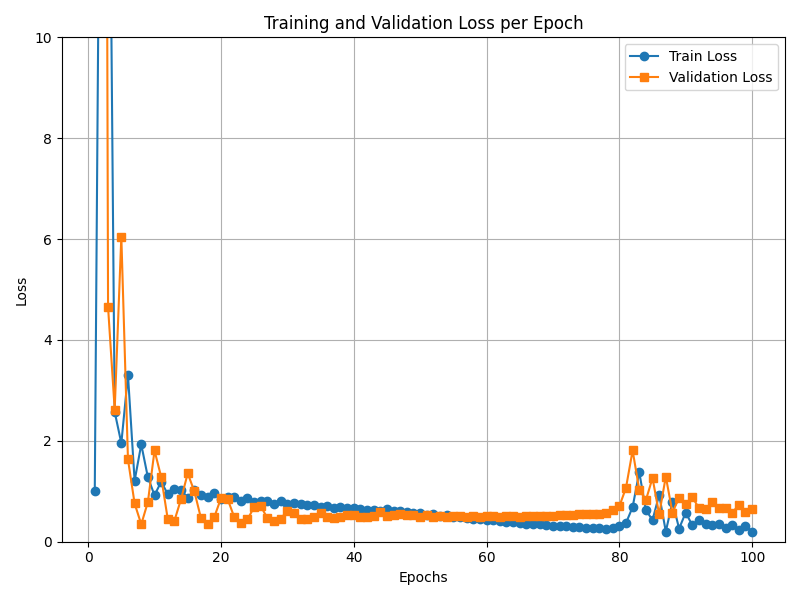 Training and Validation Loss per Epoch
Train Loss
Validation Loss
Loss
10
8
6
4
2
0
0 20 40 60 80 100
Epochs